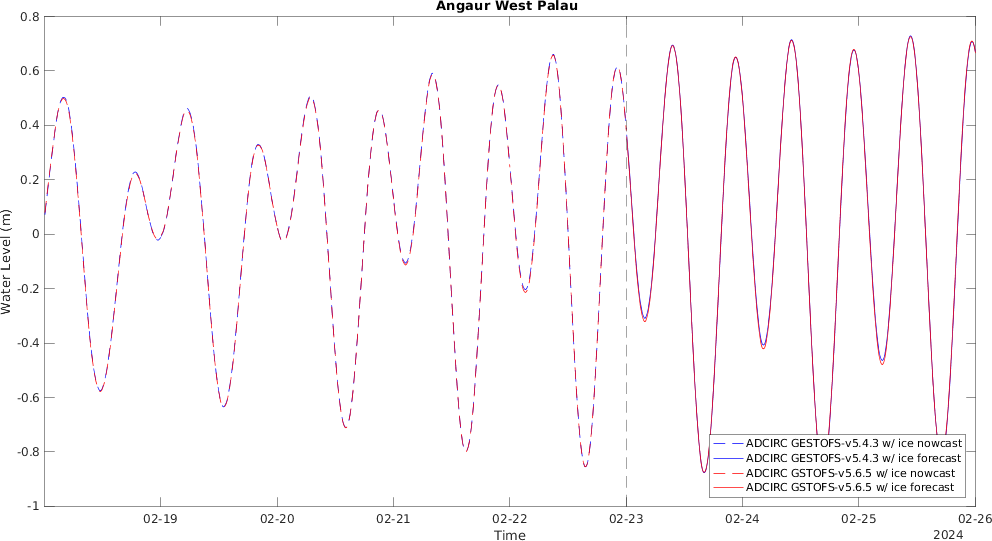 Angaur West Palau
0.8
0.6
0.4
0.2
0
-0.2
-0.4
-0.6
-0.8
-1
Water Level (m)
ADCIRC GESTOFS-v5.4.3 w/ ice nowcast
ADCIRC GESTOFS-v5.4.3 w/ ice forecast
ADCIRC GSTOFS-v5.6.5 w/ ice nowcast
ADCIRC GSTOFS-v5.6.5 w/ ice forecast
02-19 02-20 02-21 02-22 02-23 02-24 02-25 02-26
Time
2024